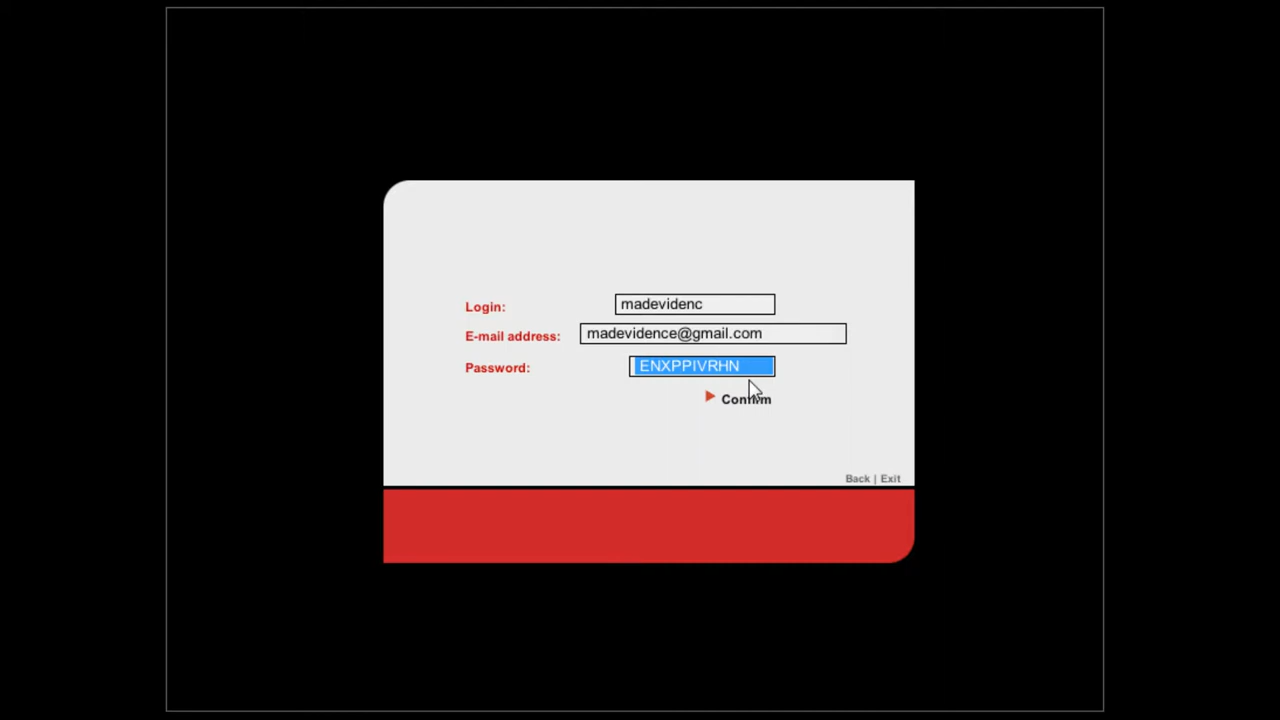 Login: madevidenc
E-mail address: madevidence@gmail.com
Password: ENXPPIVRHN
Confirm
Back | Exit